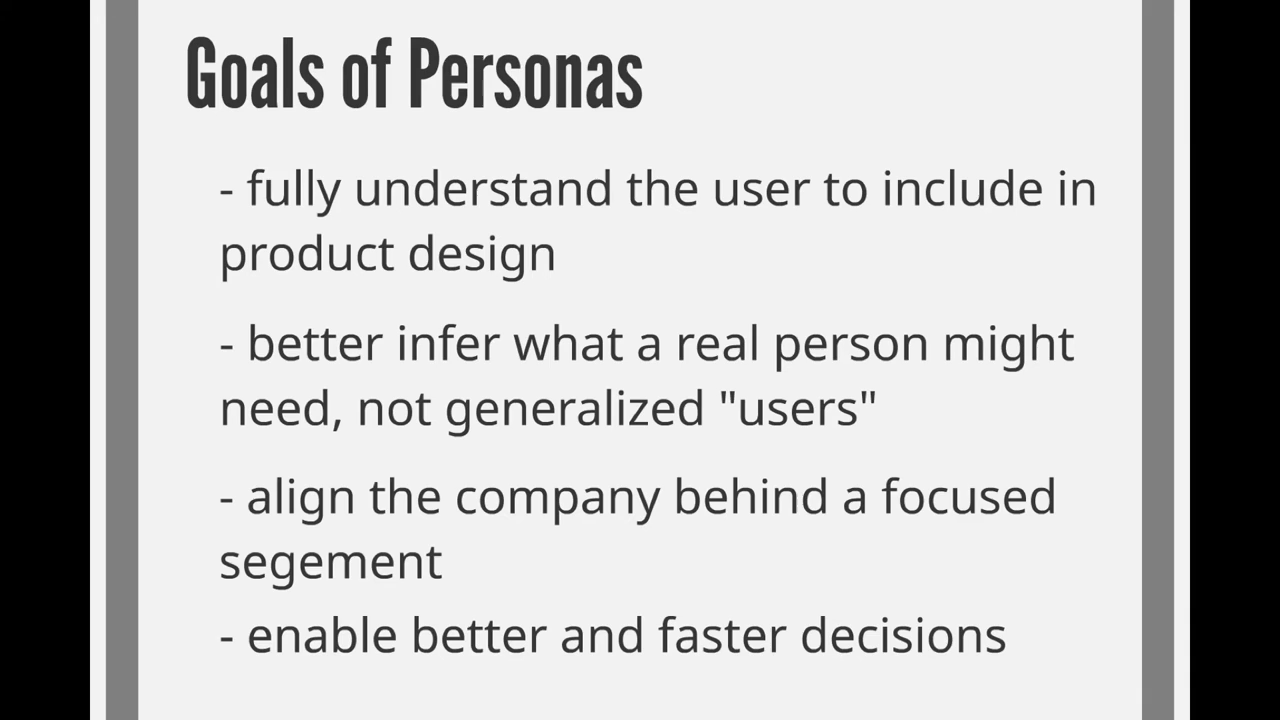 Goals of Personas
- fully understand the user to include in
product design
- better infer what a real person might
need, not generalized "users"
- align the company behind a focused
segement
- enable better and faster decisions